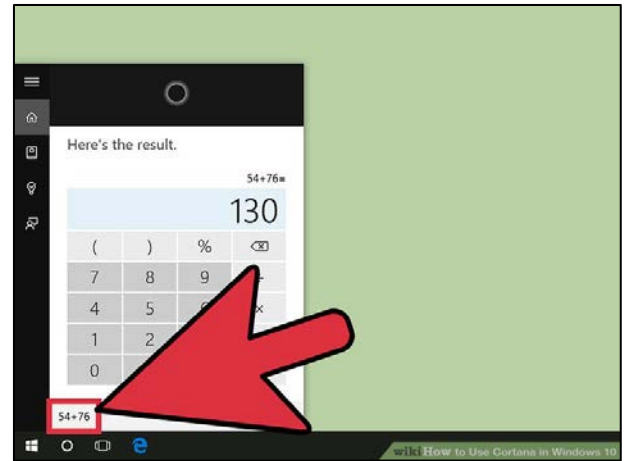 Here's the result.
54+76=
130
( ) %
7 8 9
4 5
1 2
0
54+76
wikiHow to Use Cortana in Windows 10